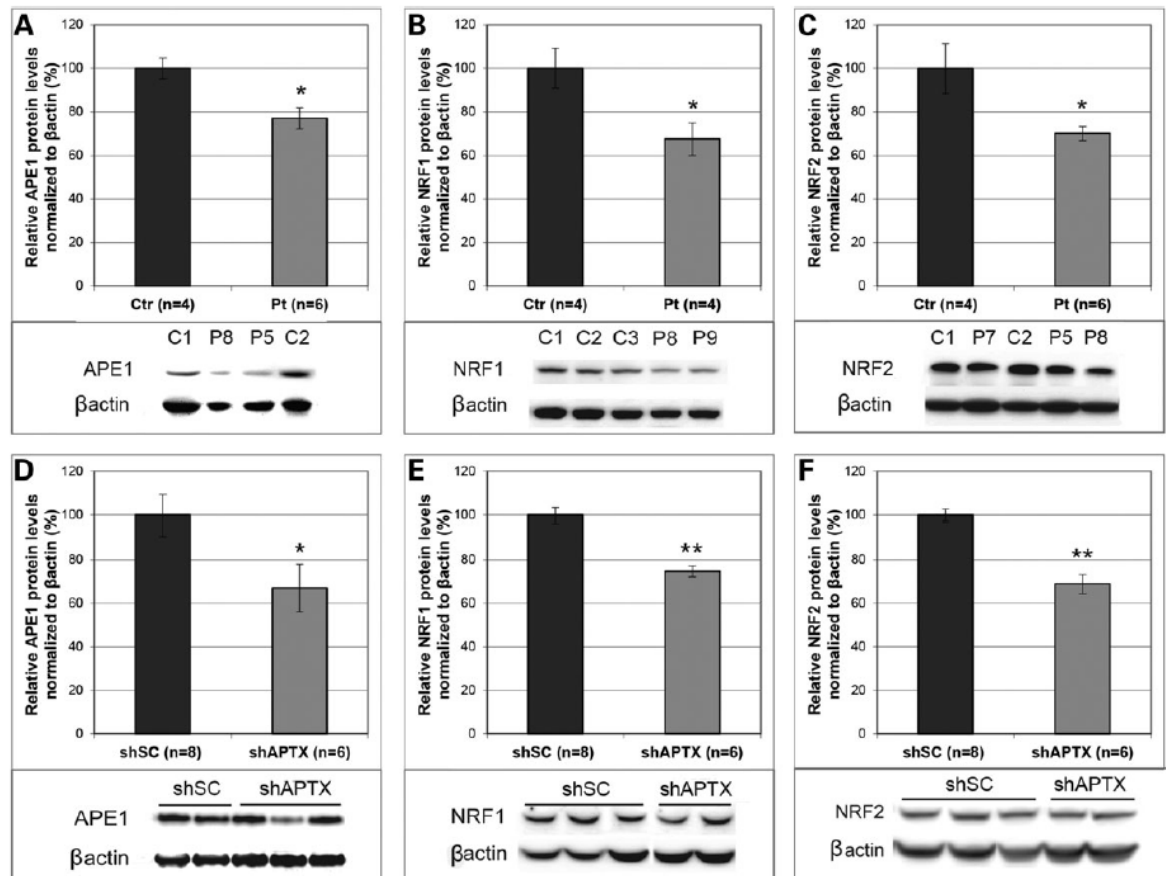 A
Relative APE1 protein levels
normalized to βactin (%)
120
100
80
60
40
20
0
*
Ctr (n=4) Pt (n=6)
C1 P8 P5 C2
APE1
βactin
B
Relative NRF1 protein levels
normalized to βactin (%)
120
100
80
60
40
20
0
*
Ctr (n=4) Pt (n=4)
C1 C2 C3 P8 P9
NRF1
βactin
C
Relative NRF2 protein levels
normalized to βactin (%)
120
100
80
60
40
20
0
*
Ctr (n=4) Pt (n=6)
C1 P7 C2 P5 P8
NRF2
βactin
D
Relative APE1 protein levels
normalized to βactin (%)
120
100
80
60
40
20
0
*
shSC (n=8) shAPTX (n=6)
shSC shAPTX
APE1
βactin
E
Relative NRF1 protein levels
normalized to βactin (%)
120
100
80
60
40
20
0
**
shSC (n=8) shAPTX (n=6)
shSC shAPTX
NRF1
βactin
F
Relative NRF2 protein levels
normalized to βactin (%)
120
100
80
60
40
20
0
**
shSC (n=8) shAPTX (n=6)
shSC shAPTX
NRF2
βactin